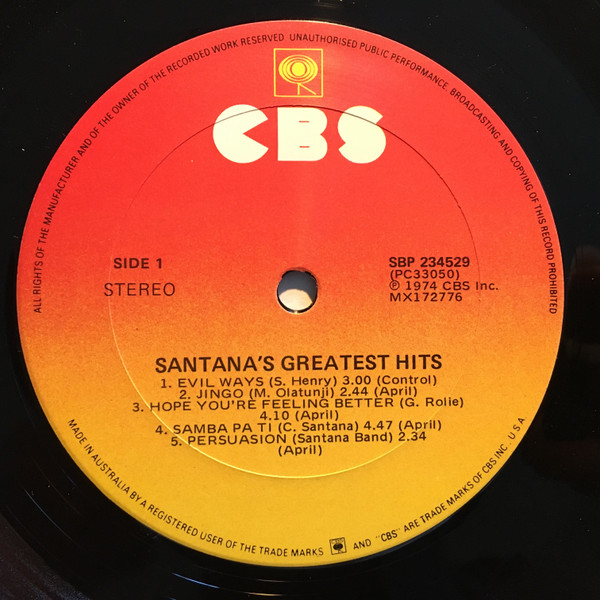 ALL RIGHTS OF THE MANUFACTURER AND OF THE OWNER OF THE RECORDED WORK RESERVED UNAUTHORISED PUBLIC PERFORMANCE BROADCASTING AND COPYING OF THIS RECORD PROHIBITED
CBS
SIDE 1
STEREO
SBP 234529
(PC33050)
℗ 1974 CBS Inc.
MX172776
SANTANA'S GREATEST HITS
1. EVIL WAYS (S. Henry) 3.00 (Control)
2. JINGO (M. Olatunji) 2.44 (April)
3. HOPE YOU'RE FEELING BETTER (G. Rolie)
4.10 (April)
4. SAMBA PA TI (C. Santana) 4.47 (April)
5. PERSUASION (Santana Band) 2.34
(April)
MADE IN AUSTRALIA BY A REGISTERED USER OF THE TRADE MARKS AND "CBS" ARE TRADE MARKS OF CBS INC. U.S.A